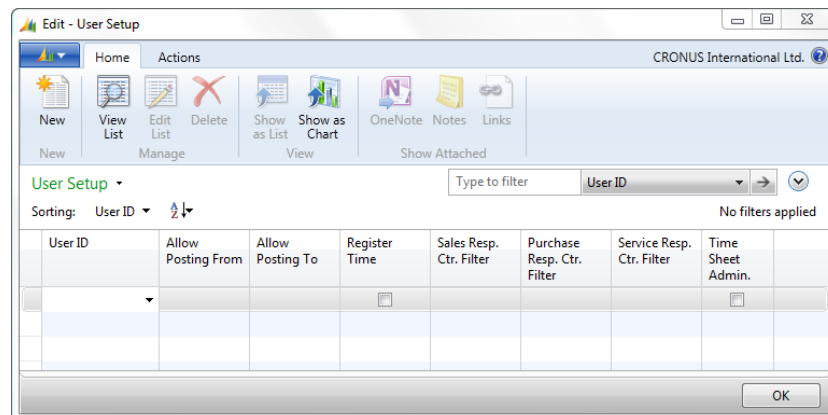 Edit - User Setup
Home Actions CRONUS International Ltd.
New View List Edit List Delete Show as List Show as Chart OneNote Notes Links
New Manage View Show Attached
User Setup Type to filter User ID
Sorting: User ID No filters applied
User ID Allow Posting From Allow Posting To Register Time Sales Resp. Ctr. Filter Purchase Resp. Ctr. Filter Service Resp. Ctr. Filter Time Sheet Admin.
OK